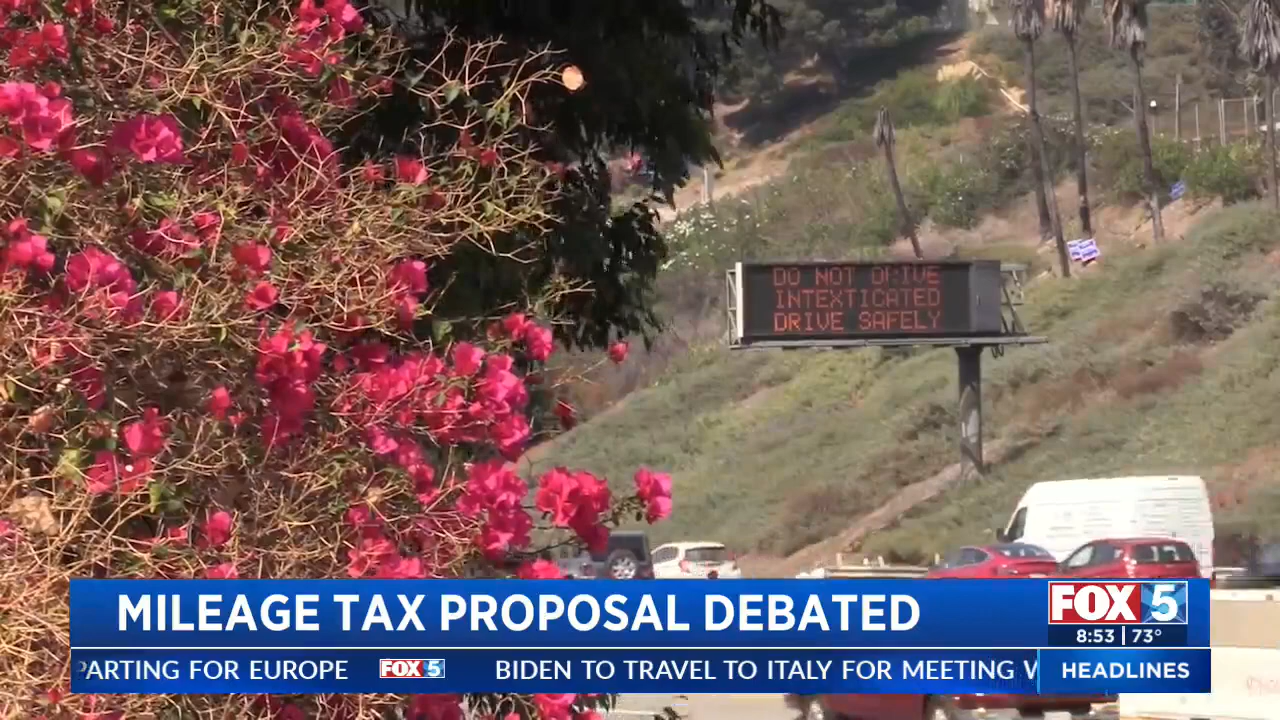 DO NOT DRIVE
INTEXTICATED
DRIVE SAFELY
MILEAGE TAX PROPOSAL DEBATED
FOX 5
8:53 | 73°
PARTING FOR EUROPE FOX 5 BIDEN TO TRAVEL TO ITALY FOR MEETING W
HEADLINES